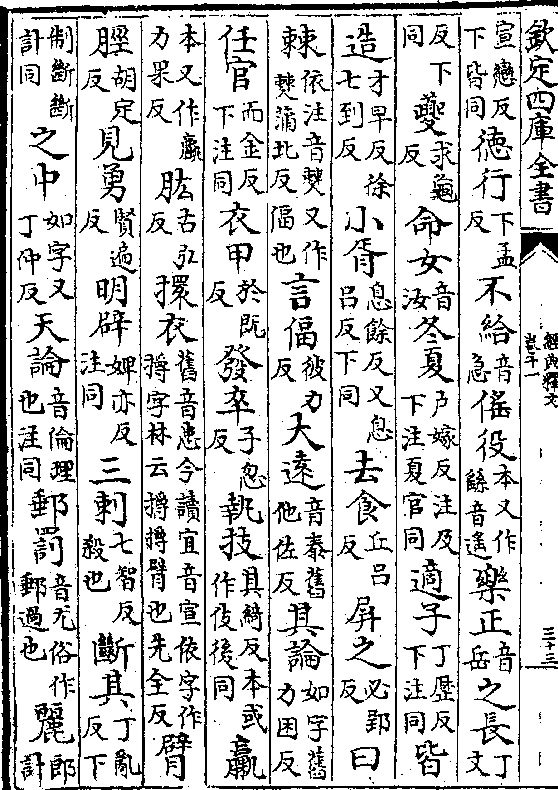 欽定四庫全書
經典釋文
卷十一
三十三
宣戀反下皆同德行下孟反不給音急傜役本又作繇音遙樂正音岳之長丁丈
反下同夔求龜反命女音汝冬夏戶嫁反注及下注夏官同適子丁歷反下注同皆
造才早反徐七到反小胥息餘反又息呂反下同去食丘呂反屏之必郢反曰
棘依注音僰又作僰蒲北反偪也言偪彼力反大遠音泰舊他佐反其論如字舊力困反
任官而金反下注同衣甲於旣反發卒子忽反執技其綺反本或作伎後同羸
本又作臝力果反肱古弘反擐衣舊音患今讀宜音宣依字作揎字林云揎揎臂也先全反臂
脛胡定反見勇賢遍反明辟婢亦反注同三刺七智反殺也斷其丁亂反下
制斷斷計同之中如字又丁仲反天論音倫理也注同郵罰音尤俗作郵過也麗郎計